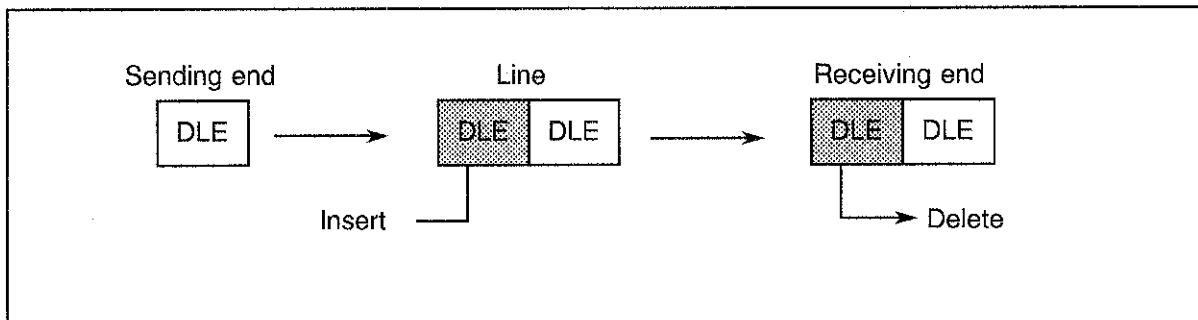 Sending end
Line
Receiving end
DLE
DLE DLE
DLE DLE
Insert
Delete